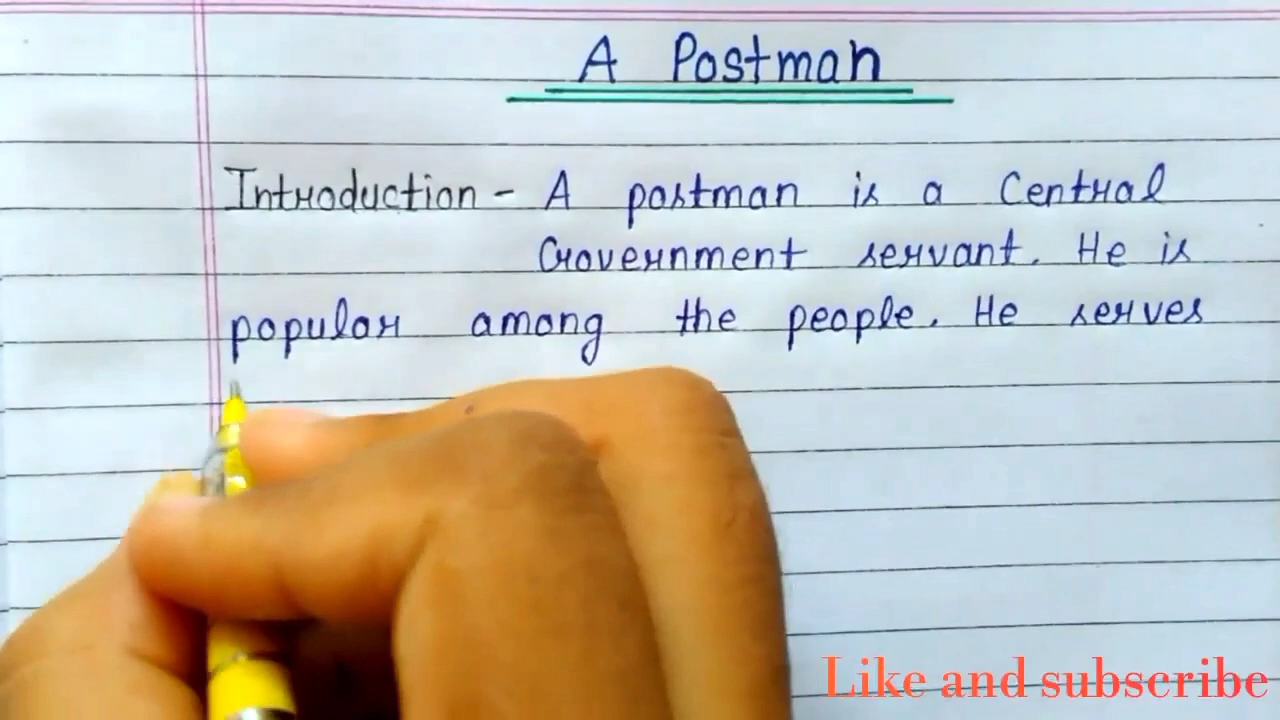 A Postman
Introduction - A postman is a Central
Government servant. He is
popular among the people. He serves
Like and subscribe